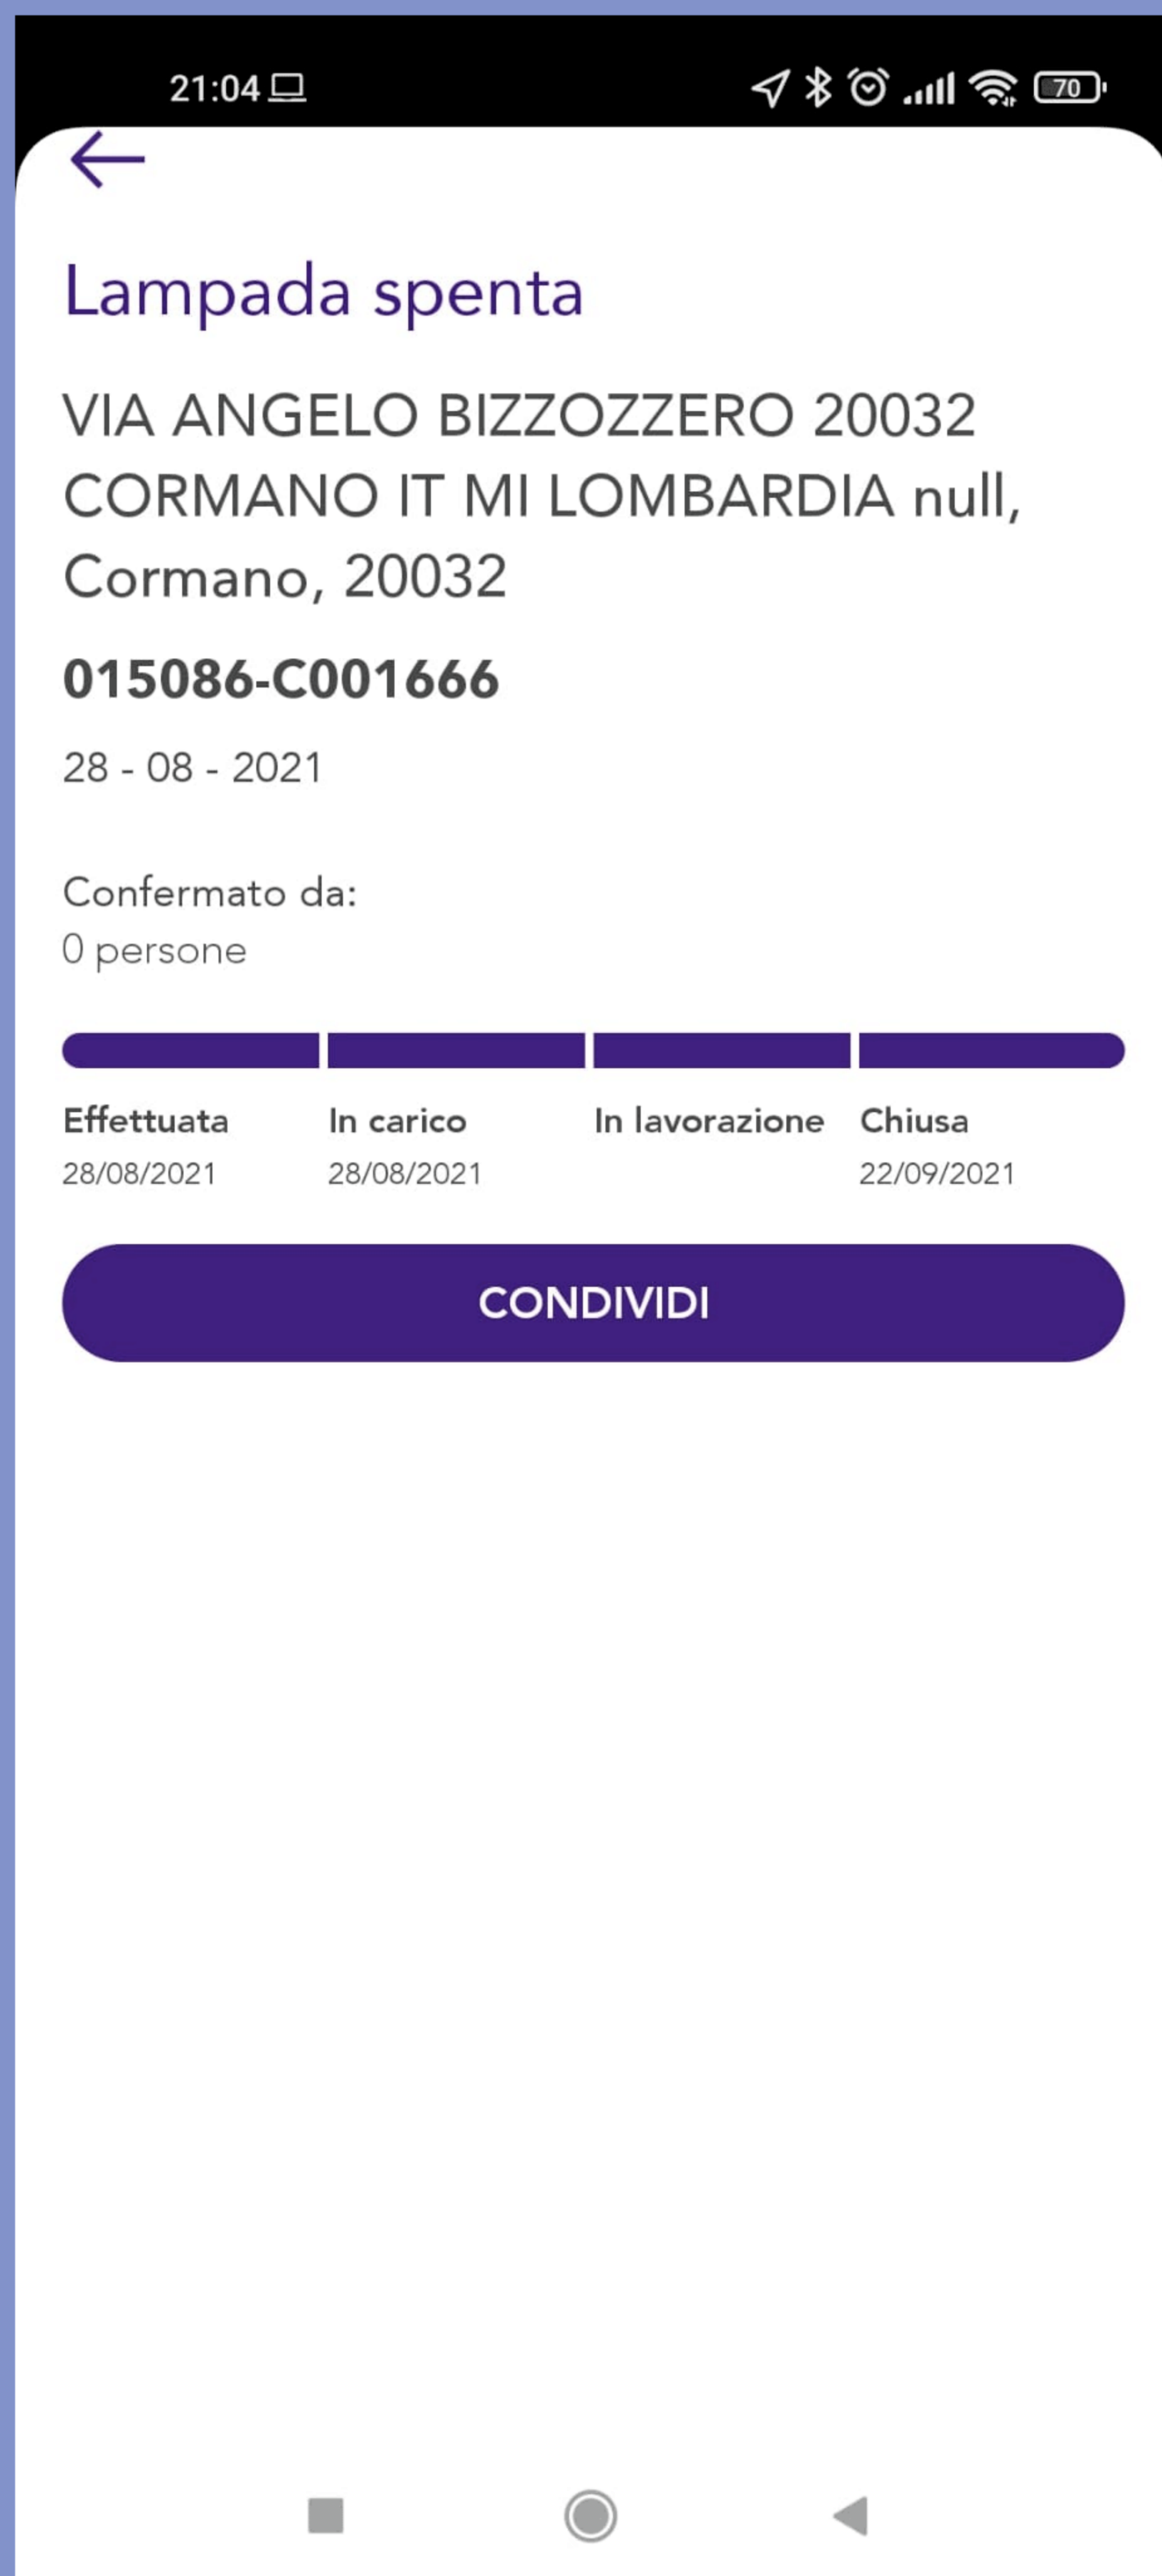 21:04
70
Lampada spenta
VIA ANGELO BIZZOZZERO 20032
CORMANO IT MI LOMBARDIA null,
Cormano, 20032
015086-C001666
28 - 08 - 2021
Confermato da:
0 persone
Effettuata In carico In lavorazione Chiusa
28/08/2021 28/08/2021 22/09/2021
CONDIVIDI